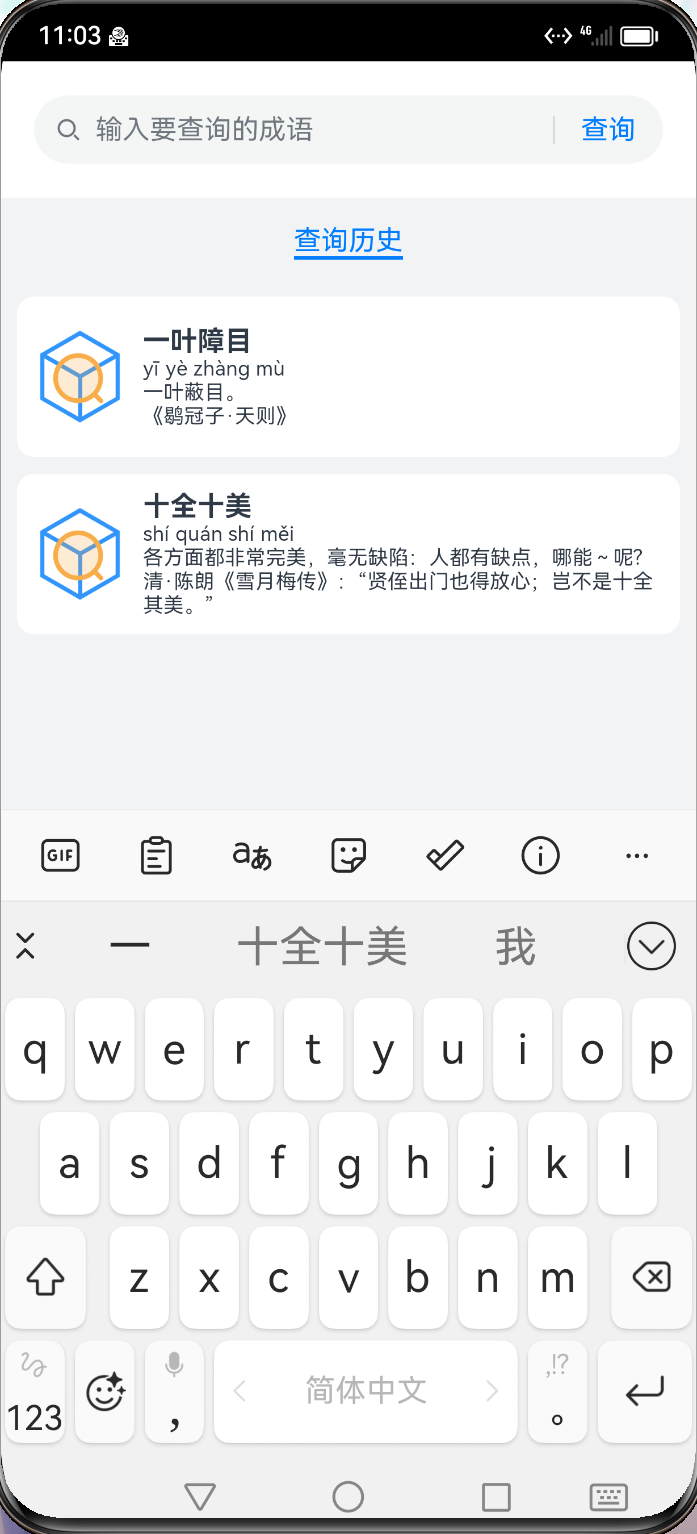 11:03
4G
输入要查询的成语 查询
查询历史
一叶障目
yī yè zhàng mù
一叶蔽目。
《鹖冠子·天则》
十全十美
shí quán shí měi
各方面都非常完美，毫无缺陷：人都有缺点，哪能～呢？
清·陈朗《雪月梅传》：“贤侄出门也得放心；岂不是十全
其美。”
GIF
aあ
一 十全十美 我
q w e r t y u i o p
a s d f g h j k l
z x c v b n m
,!?
123 ， 简体中文 。